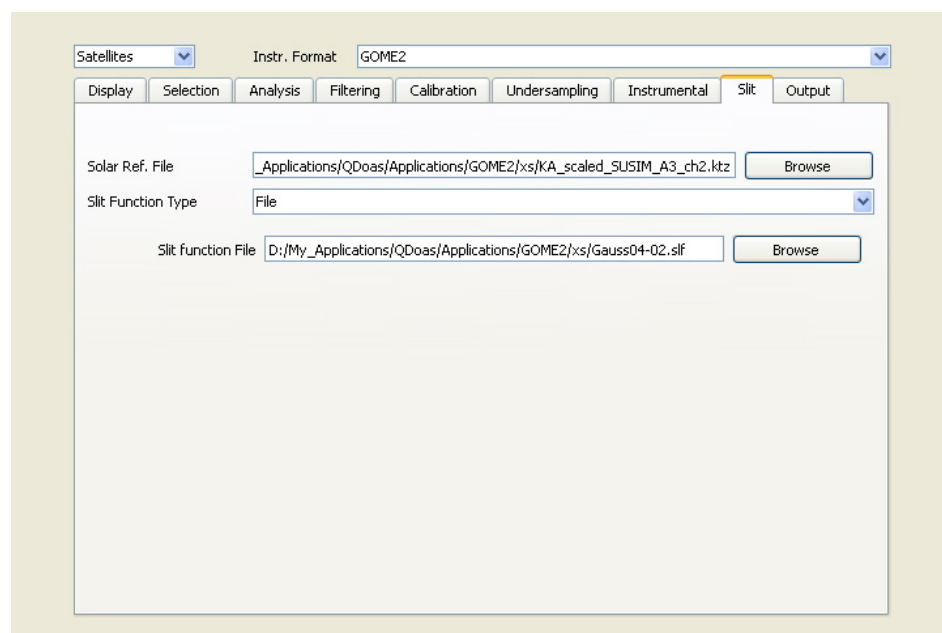 Satellites Instr. Format GOME2
Display Selection Analysis Filtering Calibration Undersampling Instrumental Slit Output
Solar Ref. File _Applications/QDoas/Applications/GOME2/xs/KA_scaled_SUSIM_A3_ch2.ktz Browse
Slit Function Type File
Slit function File D:/My_Applications/QDoas/Applications/GOME2/xs/Gauss04-02.slf Browse